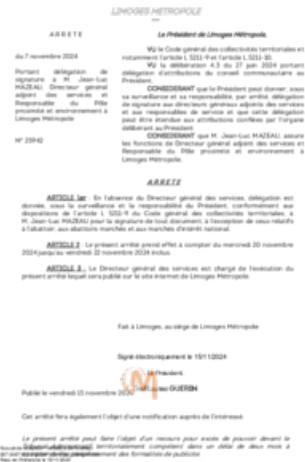 LIMOGES METROPOLE
ARRETE
du 7 novembre 2024
Portant délégation de
signature à M. Jean-Luc
MAZEAU, Directeur général
adjoint des services et
Responsable du Pôle
proximité et environnement à
Limoges Métropole
N° 25942
Le Président de Limoges Métropole,
VU le Code général des collectivités territoriales et
notamment l'article L 5211-9 et l'article L.5211-10.
VU la délibération 4.3 du 27 juin 2024 portant
délégation d'attributions du conseil communautaire au
Président.
CONSIDERANT que le Président peut donner, sous
sa surveillance et sa responsabilité, par arrêté, délégation
de signature aux directeurs généraux adjoints des services
et aux responsables de service et que cette délégation
peut être étendue aux attributions confiées par l'organe
délibérant au Président
CONSIDERANT que M. Jean-Luc MAZEAU, assure
les fonctions de Directeur général adjoint des services et
Responsable du Pôle proximité et environnement à
Limoges Métropole,
ARRETE
ARTICLE 1er : En l'absence du Directeur général des services, délégation est
donnée, sous la surveillance et la responsabilité du Président, conformément aux
dispositions de l'article L 5211-9 du Code général des collectivités territoriales, à
M. Jean-Luc MAZEAU pour la signature de tout document, à l'exception de ceux relatifs
à l'abattoir, aux abattoirs marchés et aux marchés d'intérêt national.
ARTICLE 2 : Le présent arrêté prend effet à compter du mercredi 20 novembre
2024 jusqu'au vendredi 22 novembre 2024 inclus.
ARTICLE 3 : Le Directeur général des services est chargé de l'exécution du
présent arrêté lequel sera publié sur le site internet de Limoges Métropole.
Fait à Limoges, au siège de Limoges Métropole
Signé électroniquement le 15/11/2024
Le Président,
GUERIN
Publié le vendredi 15 novembre 2024
Cet arrêté fera également l'objet d'une notification auprès de l'intéressé.
Le présent arrêté peut faire l'objet d'un recours pour excès de pouvoir devant le
territorialement compétent dans un délai de deux mois à
des formalités de publicité